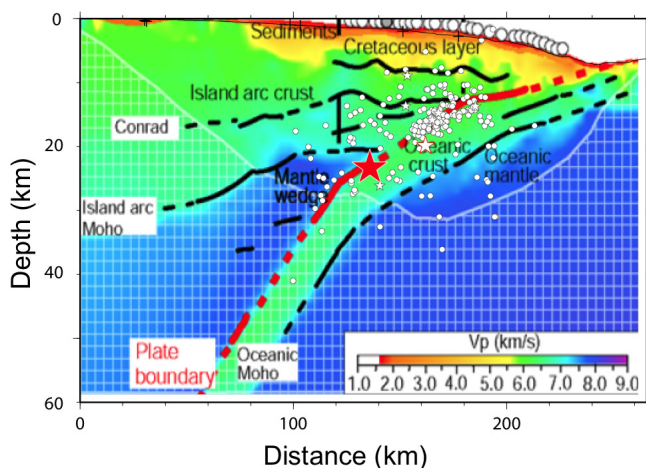 0
Sediments
Cretaceous layer
Island arc crust
Conrad
20
Oceanic
crust
Oceanic
mantle
Mantle
wedge
Island arc
Moho
40
Plate
boundary
Oceanic
Moho
Vp (km/s)
1.0 2.0 3.0 4.0 5.0 6.0 7.0 8.0 9.0
60
0 100 200
Distance (km)
Depth (km)